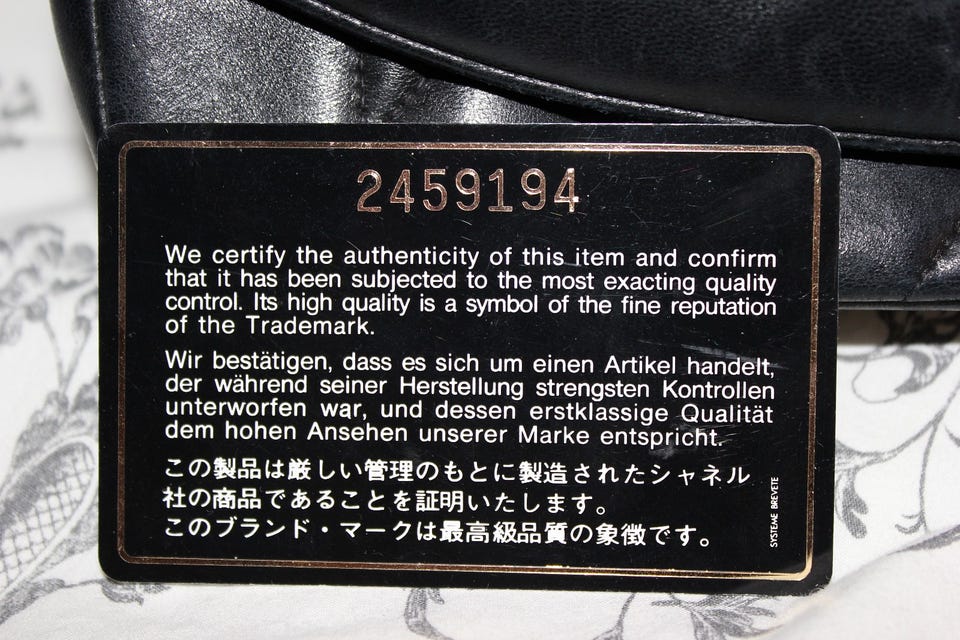 2459194
We certify the authenticity of this item and confirm
that it has been subjected to the most exacting quality
control. Its high quality is a symbol of the fine reputation
of the Trademark.
Wir bestätigen, dass es sich um einen Artikel handelt,
der während seiner Herstellung strengsten Kontrollen
unterworfen war, und dessen erstklassige Qualität
dem hohen Ansehen unserer Marke entspricht.
この製品は厳しい管理のもとに製造されたシャネル
社の商品であることを証明いたします。
このブランド・マークは最高級品質の象徴です。
SYSTEME BREVETE